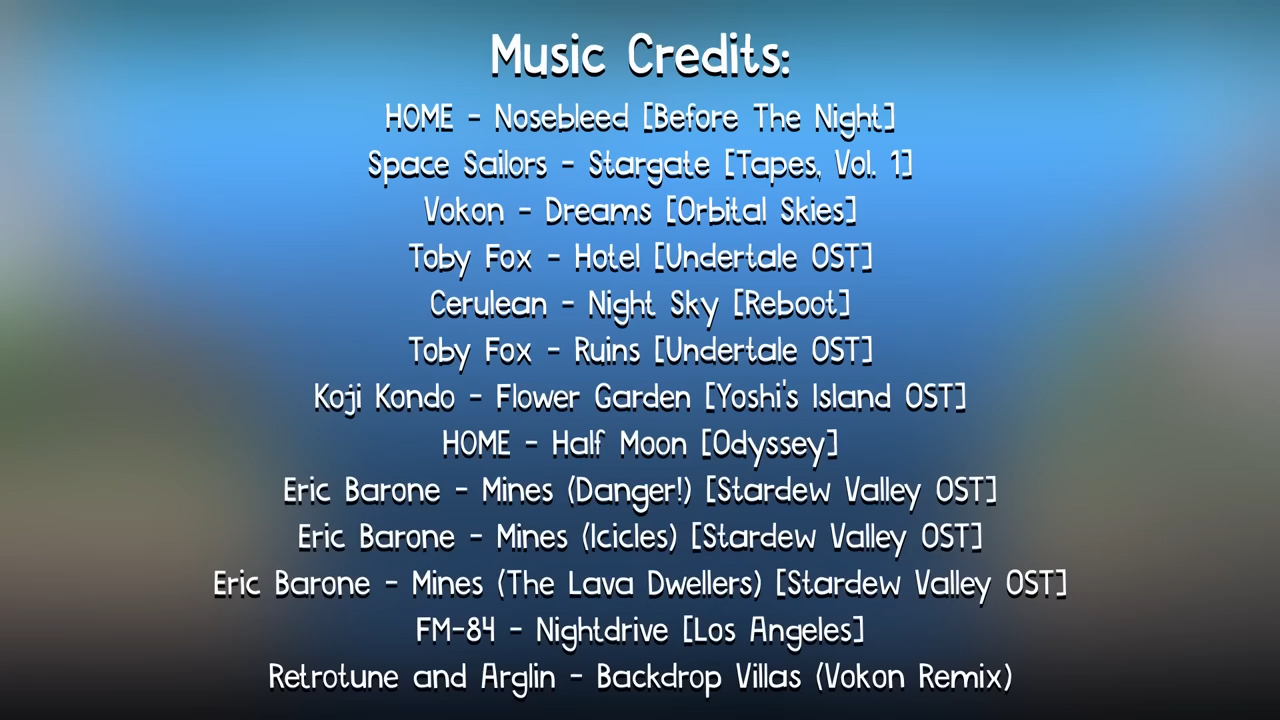 Music Credits:
HOME - Nosebleed [Before The Night]
Space Sailors - Stargate [Tapes, Vol. 1]
Vokon - Dreams [Orbital Skies]
Toby Fox - Hotel [Undertale OST]
Cerulean - Night Sky [Reboot]
Toby Fox - Ruins [Undertale OST]
Koji Kondo - Flower Garden [Yoshi's Island OST]
HOME - Half Moon [Odyssey]
Eric Barone - Mines (Danger!) [Stardew Valley OST]
Eric Barone - Mines (Icicles) [Stardew Valley OST]
Eric Barone - Mines (The Lava Dwellers) [Stardew Valley OST]
FM-84 - Nightdrive [Los Angeles]
Retrotune and Arglin - Backdrop Villas (Vokon Remix)